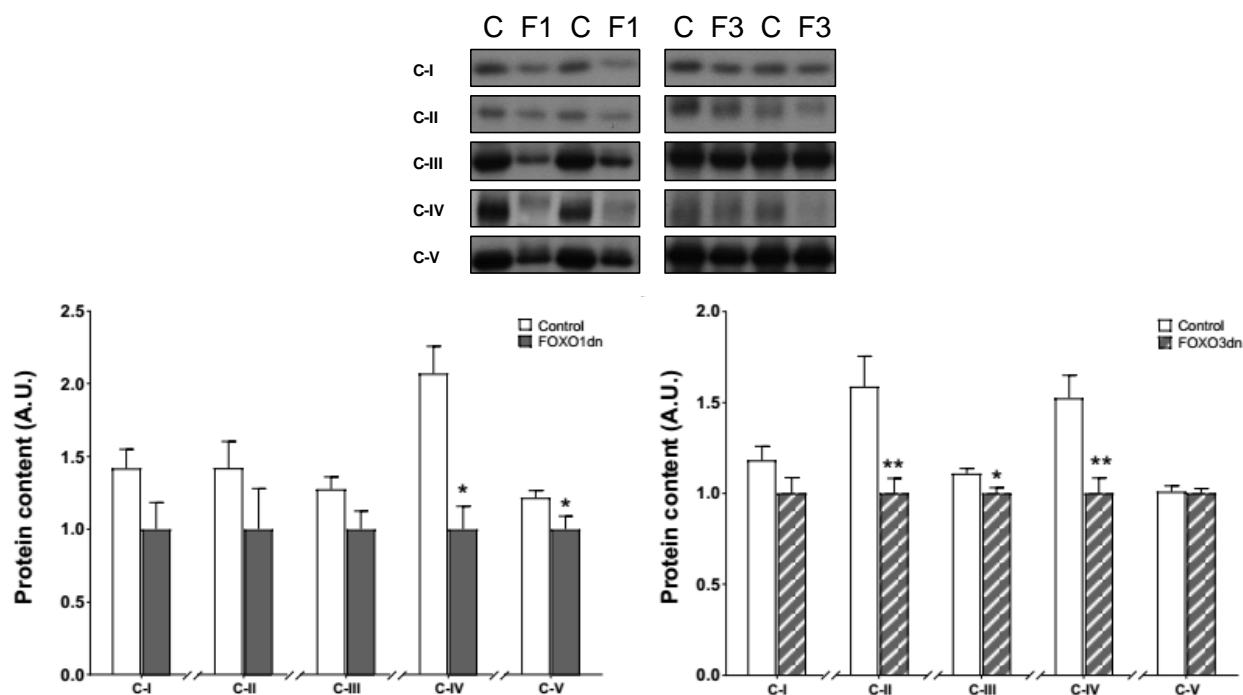 C F1 C F1 C F3 C F3
C-I
C-II
C-III
C-IV
C-V
Protein content (A.U.)
2.5
2.0
1.5
1.0
0.5
0.0
Control
FOXO1dn
*
*
C-I C-II C-III C-IV C-V
Protein content (A.U.)
2.0
1.5
1.0
0.5
0.0
Control
FOXO3dn
**
*
**
C-I C-II C-III C-IV C-V